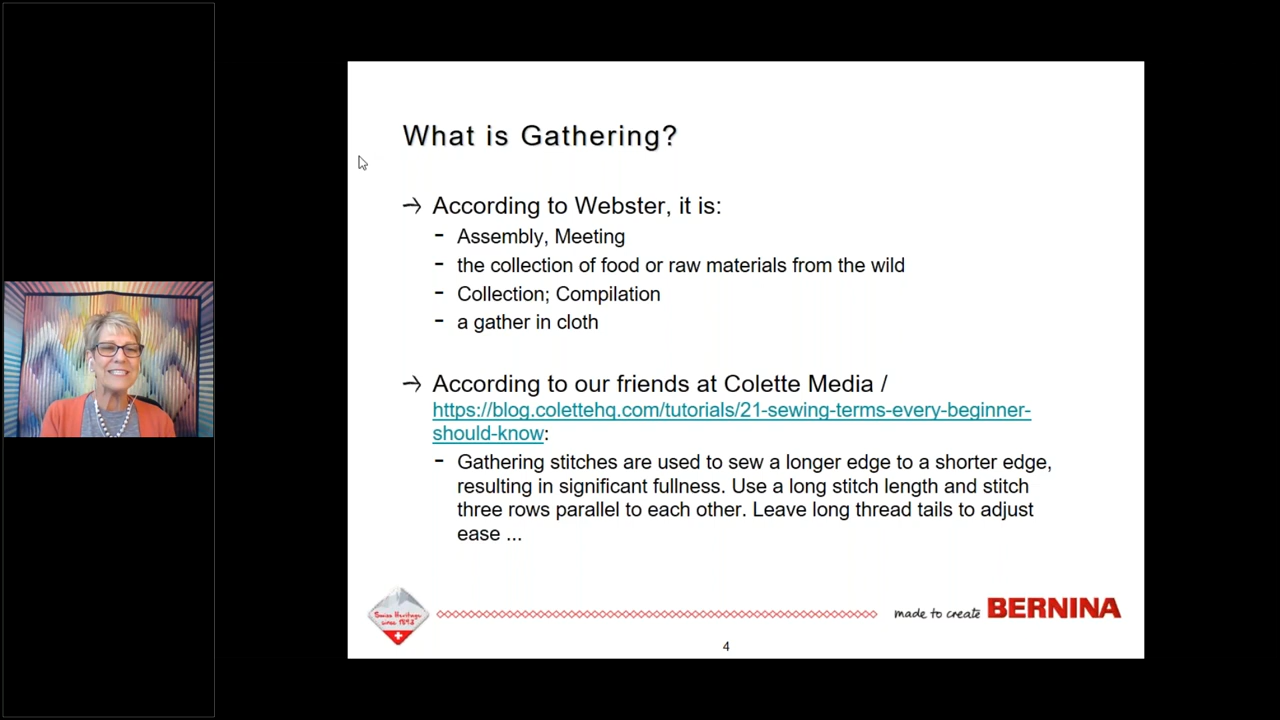 What is Gathering?
→ According to Webster, it is:
- Assembly, Meeting
- the collection of food or raw materials from the wild
- Collection; Compilation
- a gather in cloth
→ According to our friends at Colette Media /
https://blog.colettehq.com/tutorials/21-sewing-terms-every-beginner-
should-know:
- Gathering stitches are used to sew a longer edge to a shorter edge,
resulting in significant fullness. Use a long stitch length and stitch
three rows parallel to each other. Leave long thread tails to adjust
ease ...
Swiss Heritage
since 1893
made to create BERNINA
4